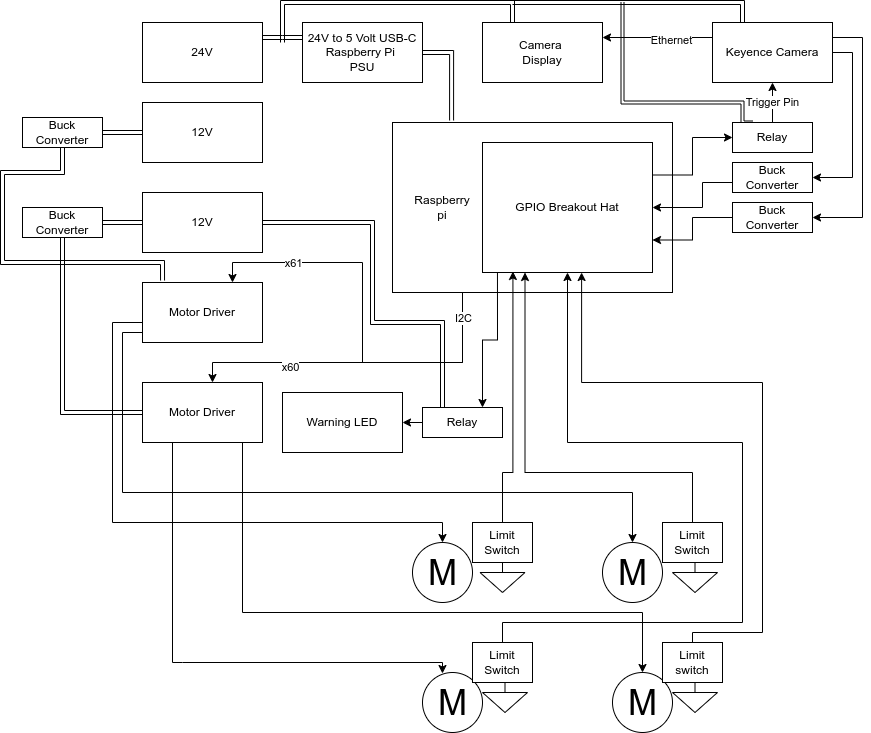 24V
24V to 5 Volt USB-C
Raspberry Pi
PSU
Camera
Display
Ethernet
Keyence Camera
Trigger Pin
Buck
Converter
12V
Relay
Raspberry
pi
GPIO Breakout Hat
Buck
Converter
Buck
Converter
12V
Buck
Converter
x61
Motor Driver
I2C
x60
Motor Driver
Warning LED
Relay
Limit
Switch
Limit
Switch
M
M
Limit
Switch
Limit
switch
M
M